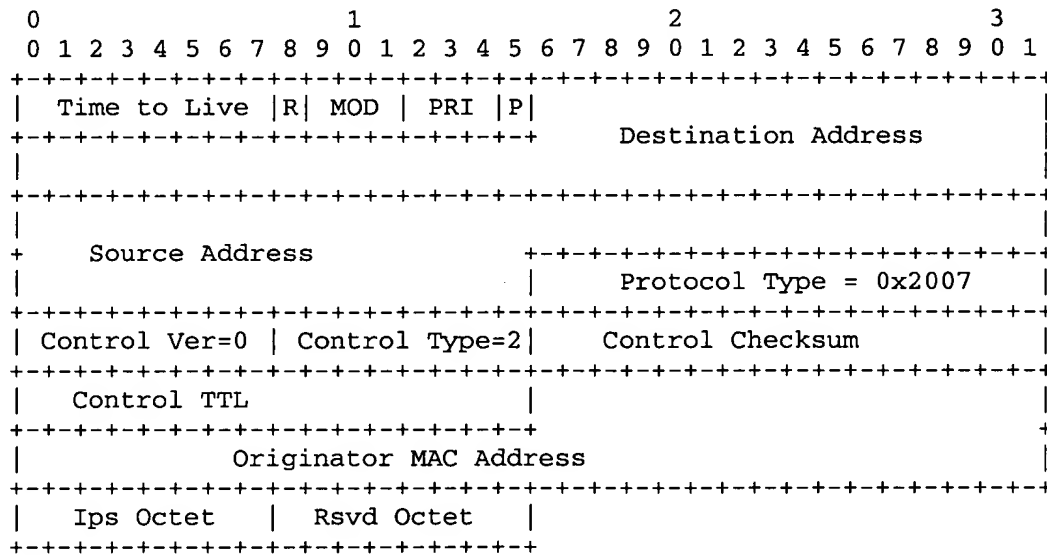 0                   1                   2                   3
 0 1 2 3 4 5 6 7 8 9 0 1 2 3 4 5 6 7 8 9 0 1 2 3 4 5 6 7 8 9 0 1
+-+-+-+-+-+-+-+-+-+-+-+-+-+-+-+-+-+-+-+-+-+-+-+-+-+-+-+-+-+-+-+-+
|  Time to Live |R| MOD | PRI |P|                               |
+-+-+-+-+-+-+-+-+-+-+-+-+-+-+-+-+     Destination Address       |
|                                                               |
+-+-+-+-+-+-+-+-+-+-+-+-+-+-+-+-+-+-+-+-+-+-+-+-+-+-+-+-+-+-+-+-+
|                                                               |
+    Source Address             +-+-+-+-+-+-+-+-+-+-+-+-+-+-+-+-+
|                               |     Protocol Type = 0x2007    |
+-+-+-+-+-+-+-+-+-+-+-+-+-+-+-+-+-+-+-+-+-+-+-+-+-+-+-+-+-+-+-+-+
| Control Ver=0 | Control Type=2|    Control Checksum           |
+-+-+-+-+-+-+-+-+-+-+-+-+-+-+-+-+-+-+-+-+-+-+-+-+-+-+-+-+-+-+-+-+
|   Control TTL                 |                               |
+-+-+-+-+-+-+-+-+-+-+-+-+-+-+-+-+                               +
|             Originator MAC Address                            |
+-+-+-+-+-+-+-+-+-+-+-+-+-+-+-+-+-+-+-+-+-+-+-+-+-+-+-+-+-+-+-+-+
|   Ips Octet   |  Rsvd Octet   |
+-+-+-+-+-+-+-+-+-+-+-+-+-+-+-+-+